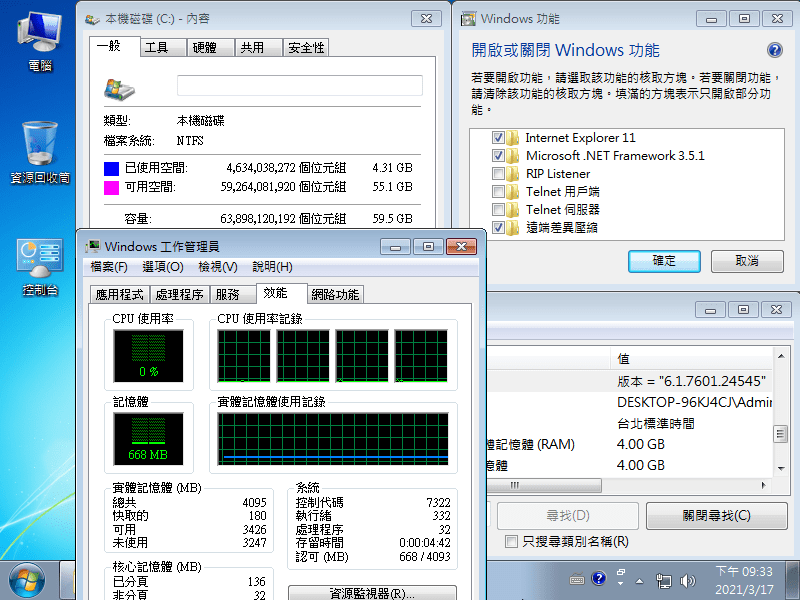 電腦
資源回收筒
控制台
本機磁碟 (C:) - 內容
一般
工具
硬體
共用
安全性
類型:
本機磁碟
檔案系統:
NTFS
已使用空間:
4,634,038,272 個位元組
4.31 GB
可用空間:
59,264,081,920 個位元組
55.1 GB
容量:
63,898,120,192 個位元組
59.5 GB
Windows 功能
開啟或關閉 Windows 功能
若要開啟功能，請選取該功能的核取方塊。若要關閉功能，
請清除該功能的核取方塊。填滿的方塊表示只開啟部分功
能。
Internet Explorer 11
Microsoft .NET Framework 3.5.1
RIP Listener
Telnet 用戶端
Telnet 伺服器
遠端差異壓縮
確定
取消
Windows 工作管理員
檔案(F)
選項(O)
檢視(V)
說明(H)
應用程式
處理程序
服務
效能
網路功能
CPU 使用率
0 %
CPU 使用率記錄
記憶體
668 MB
實體記憶體使用記錄
實體記憶體 (MB)
總共
4095
快取的
180
可用
3426
未使用
3247
核心記憶體 (MB)
已分頁
136
非分頁
32
系統
控制代碼
7322
執行緒
332
處理程序
32
存留時間
0:00:04:42
認可 (MB)
668 / 4093
資源監視器(R)...
值
版本 = "6.1.7601.24545"
DESKTOP-96KJ4CJ\Admin
台北標準時間
體記憶體 (RAM)
4.00 GB
憶體
4.00 GB
尋找(D)
關閉尋找(C)
只搜尋類別名稱(R)
下午 09:33
2021/3/17